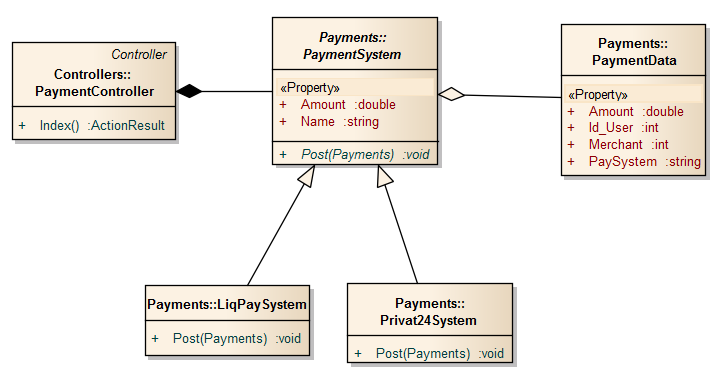 Controller
Controllers::
PaymentController
+ Index() :ActionResult
Payments::
PaymentSystem
«Property»
+ Amount :double
+ Name :string
+ Post(Payments) :void
Payments::
PaymentData
«Property»
+ Amount :double
+ Id_User :int
+ Merchant :int
+ PaySystem :string
Payments::LiqPaySystem
+ Post(Payments) :void
Payments::
Privat24System
+ Post(Payments) :void